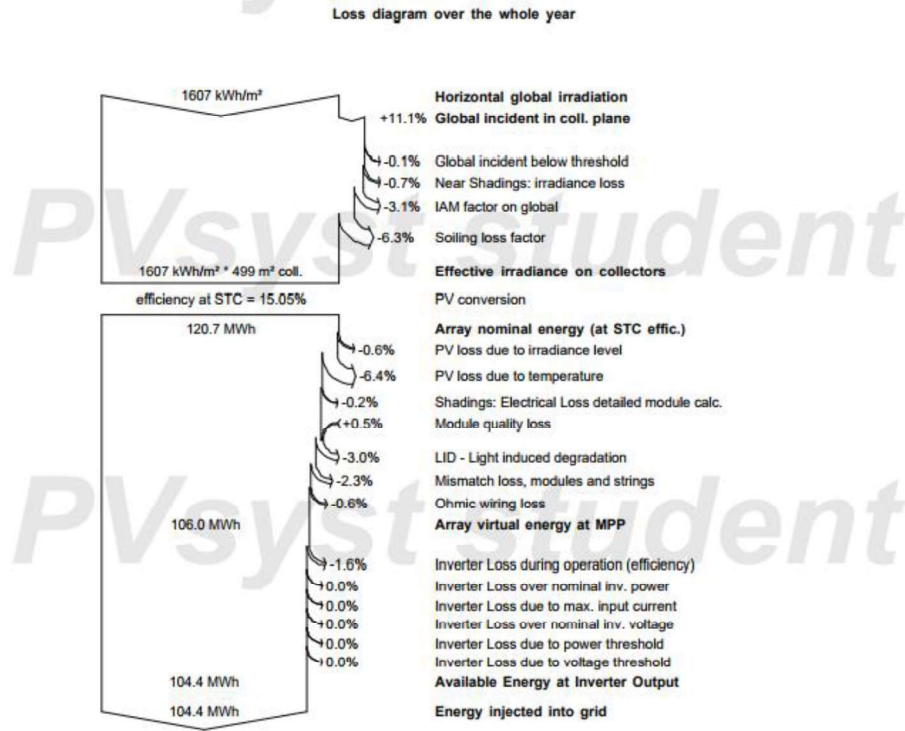 Loss diagram over the whole year
1607 kWh/m² Horizontal global irradiation
+11.1% Global incident in coll. plane
-0.1% Global incident below threshold
-0.7% Near Shadings: irradiance loss
-3.1% IAM factor on global
PVsyst student
-6.3% Soiling loss factor
1607 kWh/m² * 499 m² coll. Effective irradiance on collectors
efficiency at STC = 15.05% PV conversion
120.7 MWh Array nominal energy (at STC effic.)
-0.6% PV loss due to irradiance level
-6.4% PV loss due to temperature
-0.2% Shadings: Electrical Loss detailed module calc.
+0.5% Module quality loss
-3.0% LID - Light induced degradation
-2.3% Mismatch loss, modules and strings
-0.6% Ohmic wiring loss
PVsyst student
106.0 MWh Array virtual energy at MPP
-1.6% Inverter Loss during operation (efficiency)
0.0% Inverter Loss over nominal inv. power
0.0% Inverter Loss due to max. input current
0.0% Inverter Loss over nominal inv. voltage
0.0% Inverter Loss due to power threshold
0.0% Inverter Loss due to voltage threshold
104.4 MWh Available Energy at Inverter Output
104.4 MWh Energy injected into grid